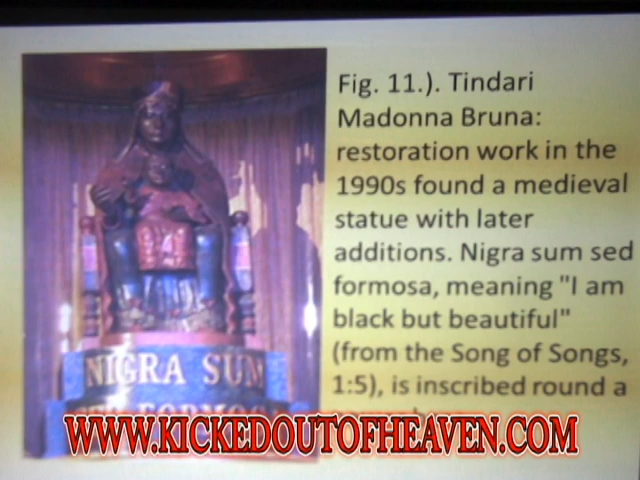 Fig. 11.). Tindari
Madonna Bruna:
restoration work in the
1990s found a medieval
statue with later
additions. Nigra sum sed
formosa, meaning "I am
black but beautiful"
(from the Song of Songs,
1:5), is inscribed round a
NIGRA SUM
WWW.KICKEDOUTOFHEAVEN.COM